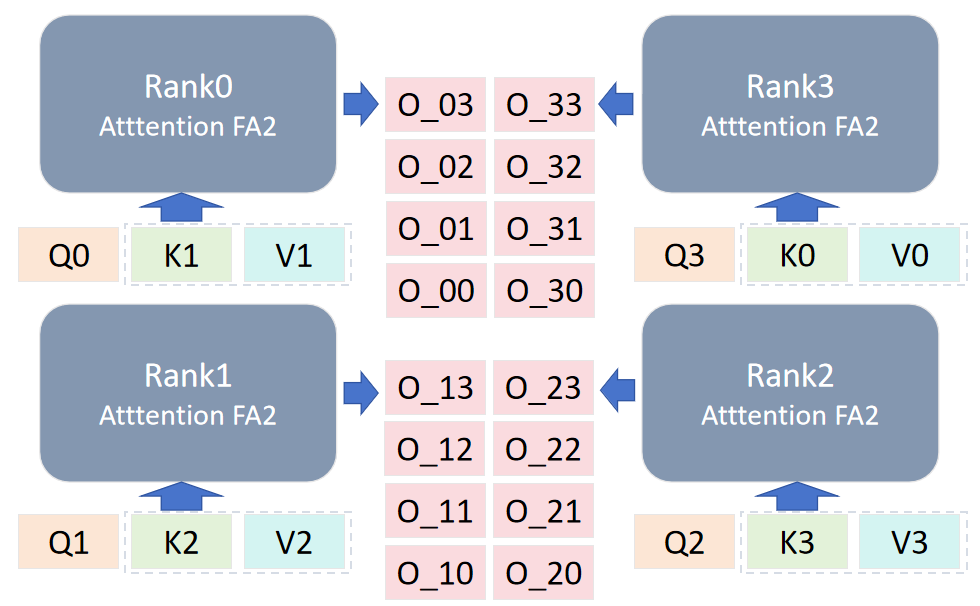 Rank0
Atttention FA2
Q0 K1 V1
O_03 O_33
O_02 O_32
O_01 O_31
O_00 O_30
Rank3
Atttention FA2
Q3 K0 V0
Rank1
Atttention FA2
Q1 K2 V2
O_13 O_23
O_12 O_22
O_11 O_21
O_10 O_20
Rank2
Atttention FA2
Q2 K3 V3